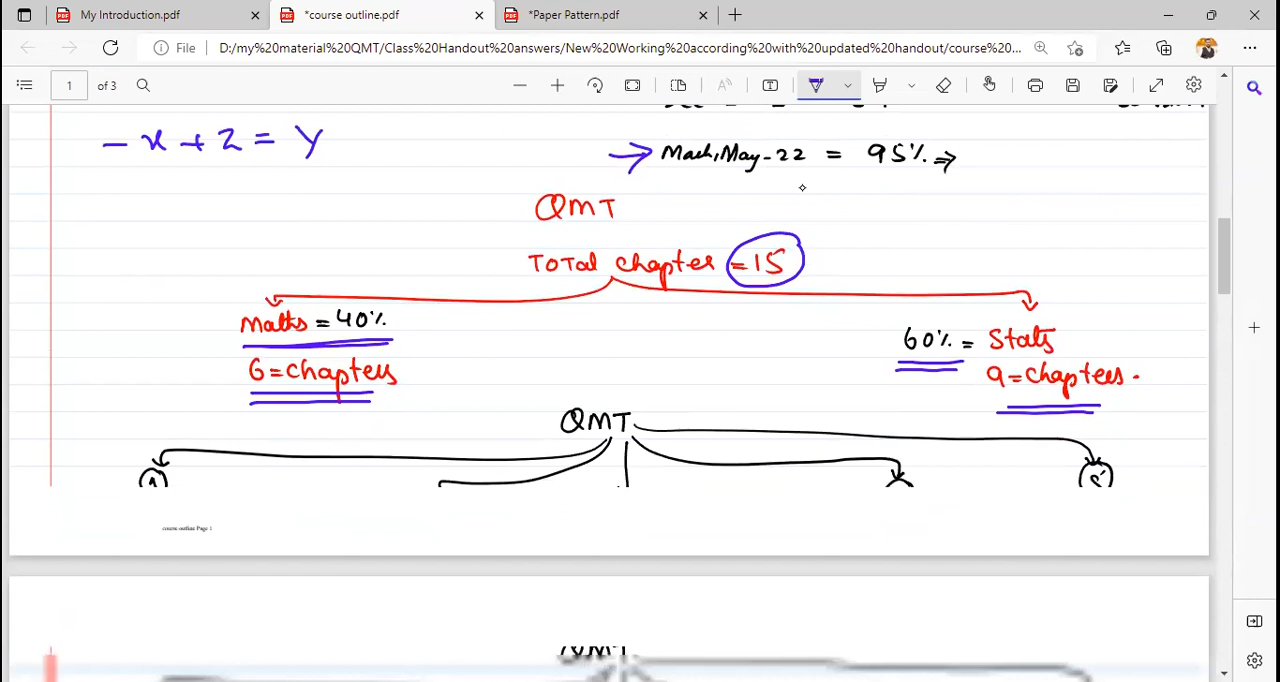 My Introduction.pdf
*course outline.pdf
*Paper Pattern.pdf
File
D:/my%20material%20QMT/Class%20Handout%20answers/New%20Working%20according%20with%20updated%20handout/course%20...
1
of 3
- x + 2 = y
Mach,May-22 = 95%
QMT
Total chapter = 15
Maths = 40%
60% = Stats
6 = chapters
9 = chapters
QMT
course outline Page 1